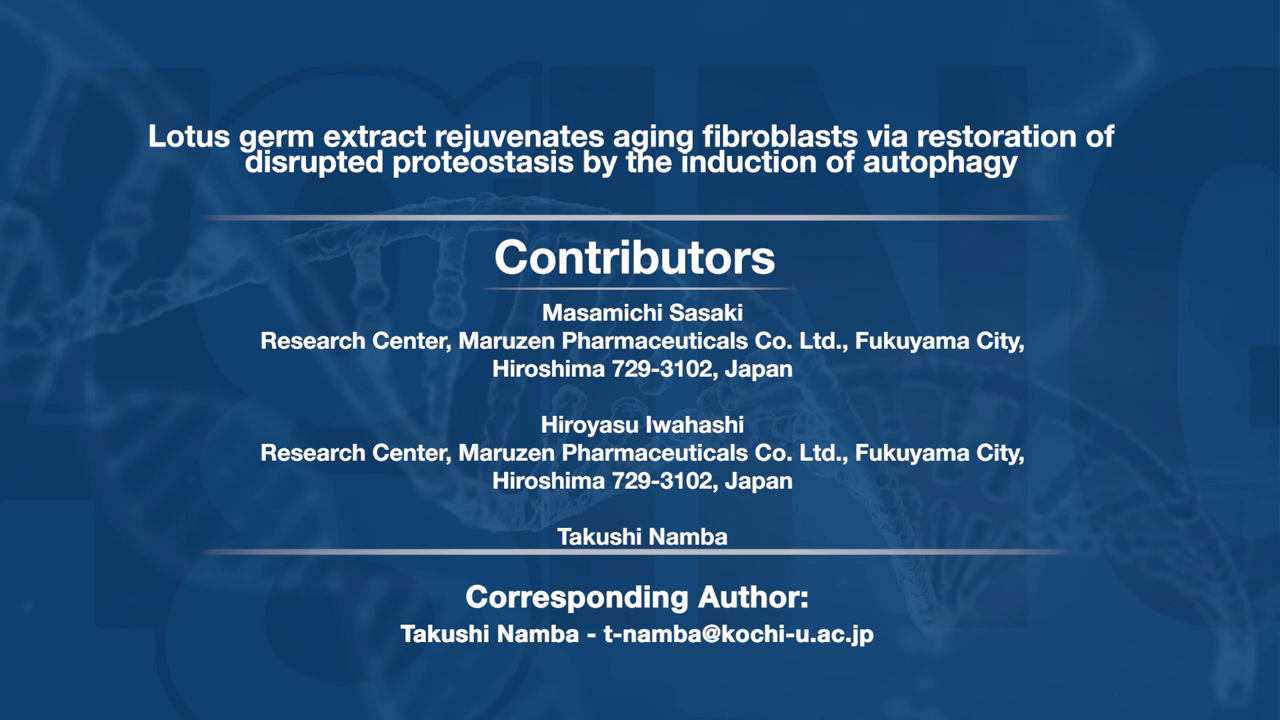 Lotus germ extract rejuvenates aging fibroblasts via restoration of
disrupted proteostasis by the induction of autophagy
Contributors
Masamichi Sasaki
Research Center, Maruzen Pharmaceuticals Co. Ltd., Fukuyama City,
Hiroshima 729-3102, Japan
Hiroyasu Iwahashi
Research Center, Maruzen Pharmaceuticals Co. Ltd., Fukuyama City,
Hiroshima 729-3102, Japan
Takushi Namba
Corresponding Author:
Takushi Namba - t-namba@kochi-u.ac.jp